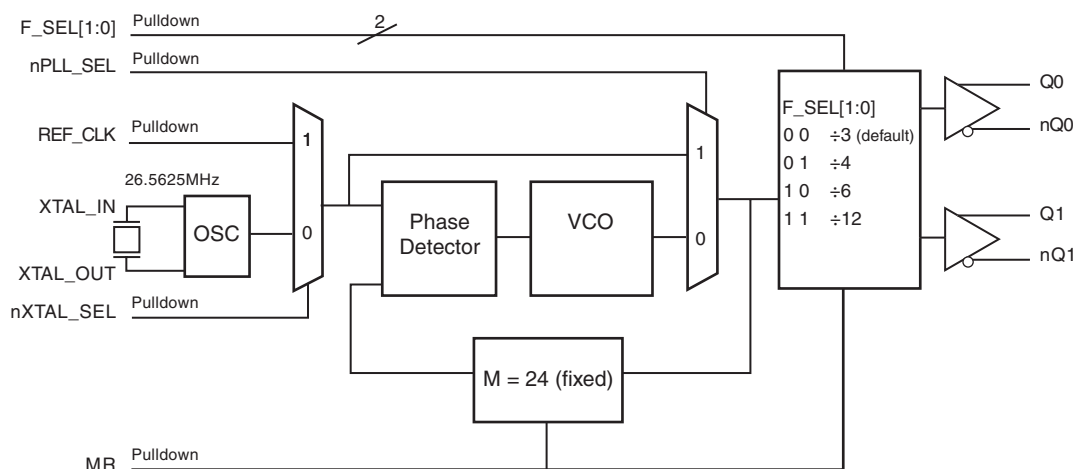 F_SEL[1:0] Pulldown 2
nPLL_SEL Pulldown
REF_CLK Pulldown
1
26.5625MHz
XTAL_IN
OSC
0
XTAL_OUT
nXTAL_SEL Pulldown
Phase
Detector
VCO
1
0
M = 24 (fixed)
F_SEL[1:0]
0 0 ÷3 (default)
0 1 ÷4
1 0 ÷6
1 1 ÷12
Q0
nQ0
Q1
nQ1
MR Pulldown